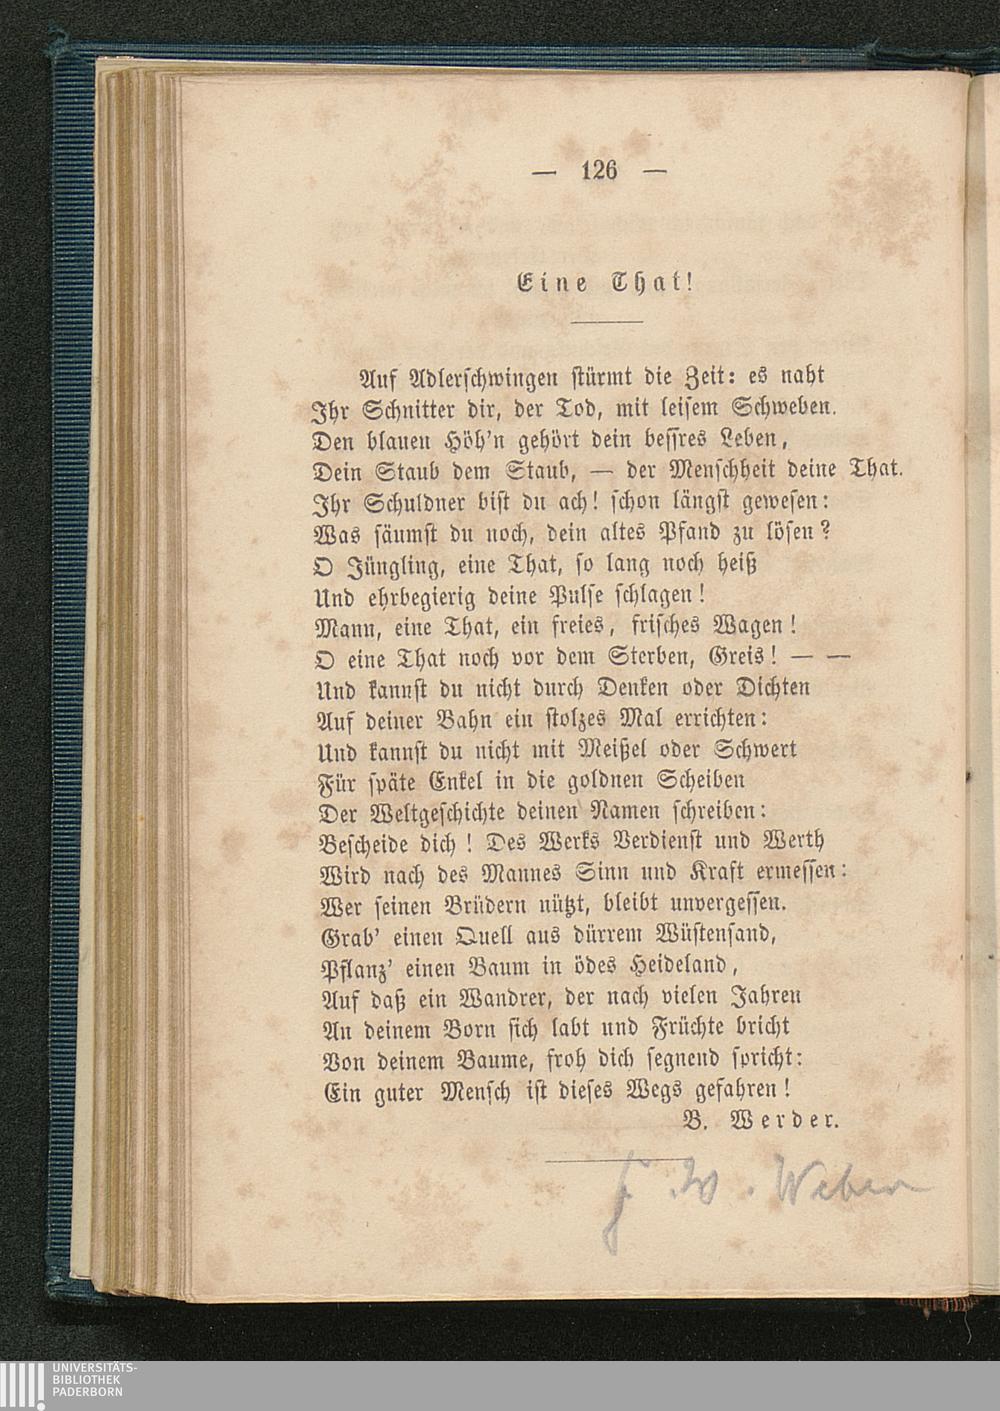 — 126 —
Eine That!
Auf Adlerschwingen stürmt die Zeit: es naht
Ihr Schnitter dir, der Tod, mit leisem Schweben.
Den blauen Höh'n gehört dein bessres Leben,
Dein Staub dem Staub, — der Menschheit deine That.
Ihr Schuldner bist du ach! schon längst gewesen:
Was säumst du noch, dein altes Pfand zu lösen?
O Jüngling, eine That, so lang noch heiß
Und ehrbegierig deine Pulse schlagen!
Mann, eine That, ein freies, frisches Wagen!
O eine That noch vor dem Sterben, Greis! — —
Und kannst du nicht durch Denken oder Dichten
Auf deiner Bahn ein stolzes Mal errichten:
Und kannst du nicht mit Meißel oder Schwert
Für späte Enkel in die goldnen Scheiben
Der Weltgeschichte deinen Namen schreiben:
Bescheide dich! Des Werks Verdienst und Werth
Wird nach des Mannes Sinn und Kraft ermessen:
Wer seinen Brüdern nützt, bleibt unvergessen.
Grab' einen Quell aus dürrem Wüstensand,
Pflanz' einen Baum in ödes Heideland,
Auf daß ein Wandrer, der nach vielen Jahren
An deinem Born sich labt und Früchte bricht
Von deinem Baume, froh dich segnend spricht:
Ein guter Mensch ist dieses Wegs gefahren!
B. Werder.
F. W. Weber
UNIVERSITÄTS-
BIBLIOTHEK
PADERBORN